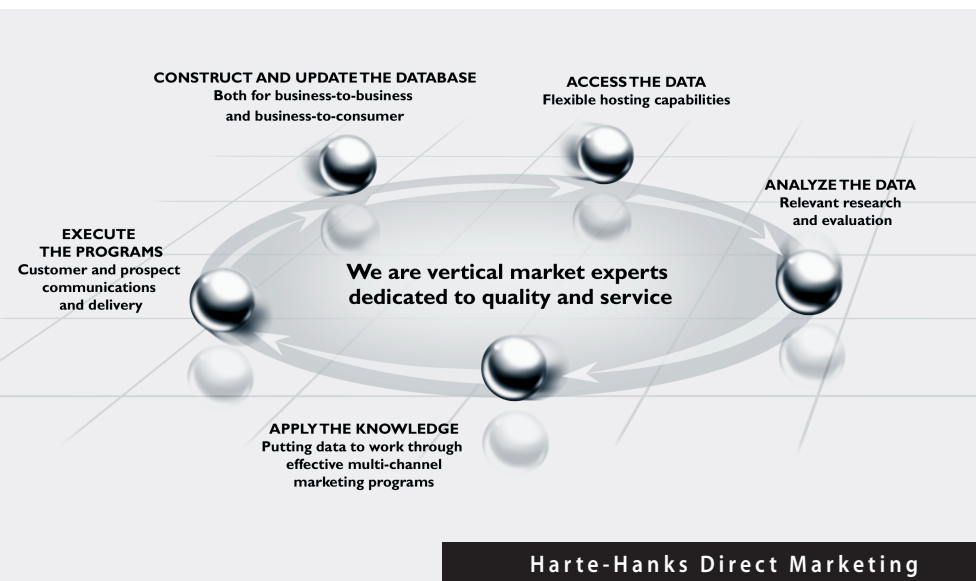 CONSTRUCT AND UPDATE THE DATABASE
Both for business-to-business
and business-to-consumer
ACCESS THE DATA
Flexible hosting capabilities
ANALYZE THE DATA
Relevant research
and evaluation
EXECUTE
THE PROGRAMS
Customer and prospect
communications
and delivery
We are vertical market experts
dedicated to quality and service
APPLY THE KNOWLEDGE
Putting data to work through
effective multi-channel
marketing programs
Harte-Hanks Direct Marketing